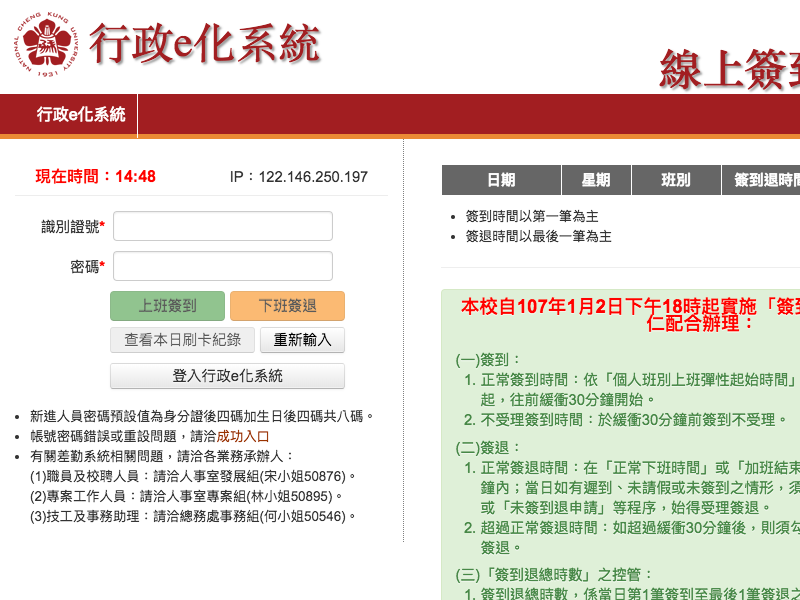 NATIONAL CHENG KUNG UNIVERSITY
1931
行政e化系統
線上簽到
行政e化系統
現在時間：14:48
IP：122.146.250.197
識別證號*
密碼*
上班簽到
下班簽退
查看本日刷卡紀錄
重新輸入
登入行政e化系統
新進人員密碼預設值為身分證後四碼加生日後四碼共八碼。
帳號密碼錯誤或重設問題，請洽成功入口
有關差勤系統相關問題，請洽各業務承辦人：
(1)職員及校聘人員：請洽人事室發展組(宋小姐50876)。
(2)專案工作人員：請洽人事室專案組(林小姐50895)。
(3)技工及事務助理：請洽總務處事務組(何小姐50546)。
日期
星期
班別
簽到退時間
簽到時間以第一筆為主
簽退時間以最後一筆為主
本校自107年1月2日下午18時起實施「簽到
仁配合辦理：
(一)簽到：
1. 正常簽到時間：依「個人班別上班彈性起始時間」
起，往前緩衝30分鐘開始。
2. 不受理簽到時間：於緩衝30分鐘前簽到不受理。
(二)簽退：
1. 正常簽退時間：在「正常下班時間」或「加班結束
鐘內；當日如有遲到、未請假或未簽到之情形，須
或「未簽到退申請」等程序，始得受理簽退。
2. 超過正常簽退時間：如超過緩衝30分鐘後，則須勾
簽退。
(三)「簽到退總時數」之控管：
1. 簽到退總時數，係當日第1筆簽到至最後1筆簽退之